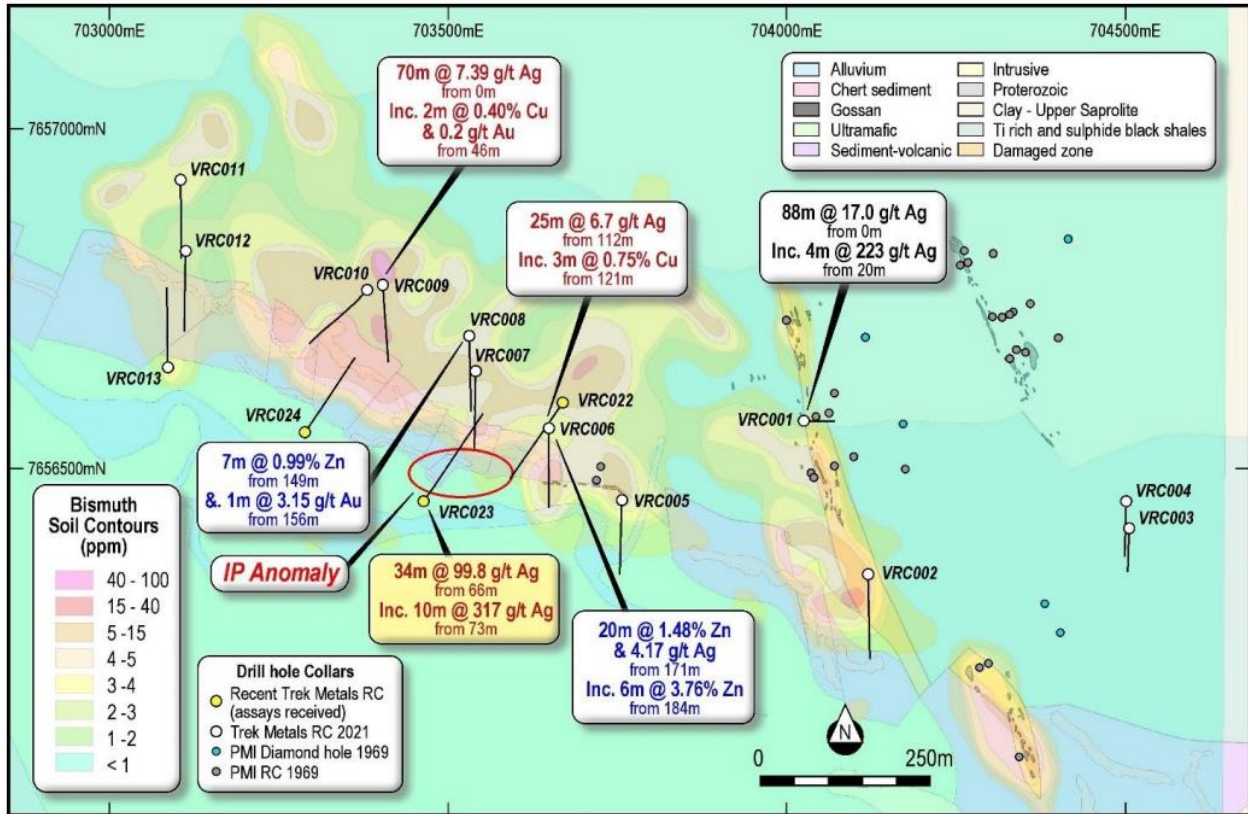 703000mE
703500mE
704000mE
704500mE
7657000mN
7656500mN
70m @ 7.39 g/t Ag
from 0m
Inc. 2m @ 0.40% Cu
& 0.2 g/t Au
from 46m
Alluvium
Chert sediment
Gossan
Ultramafic
Sediment-volcanic
Intrusive
Proterozoic
Clay - Upper Saprolite
Ti rich and sulphide black shales
Damaged zone
25m @ 6.7 g/t Ag
from 112m
Inc. 3m @ 0.75% Cu
from 121m
88m @ 17.0 g/t Ag
from 0m
Inc. 4m @ 223 g/t Ag
from 20m
VRC011
VRC012
VRC010
VRC009
VRC008
VRC007
VRC013
VRC024
VRC022
VRC006
VRC001
VRC023
VRC005
VRC004
VRC003
VRC002
7m @ 0.99% Zn
from 149m
&. 1m @ 3.15 g/t Au
from 156m
IP Anomaly
34m @ 99.8 g/t Ag
from 66m
Inc. 10m @ 317 g/t Ag
from 73m
20m @ 1.48% Zn
& 4.17 g/t Ag
from 171m
Inc. 6m @ 3.76% Zn
from 184m
Bismuth
Soil Contours
(ppm)
40 - 100
15 - 40
5 -15
4 -5
3 -4
2 -3
1 -2
< 1
Drill hole Collars
Recent Trek Metals RC
(assays received)
Trek Metals RC 2021
PMI Diamond hole 1969
PMI RC 1969
N
0
250m